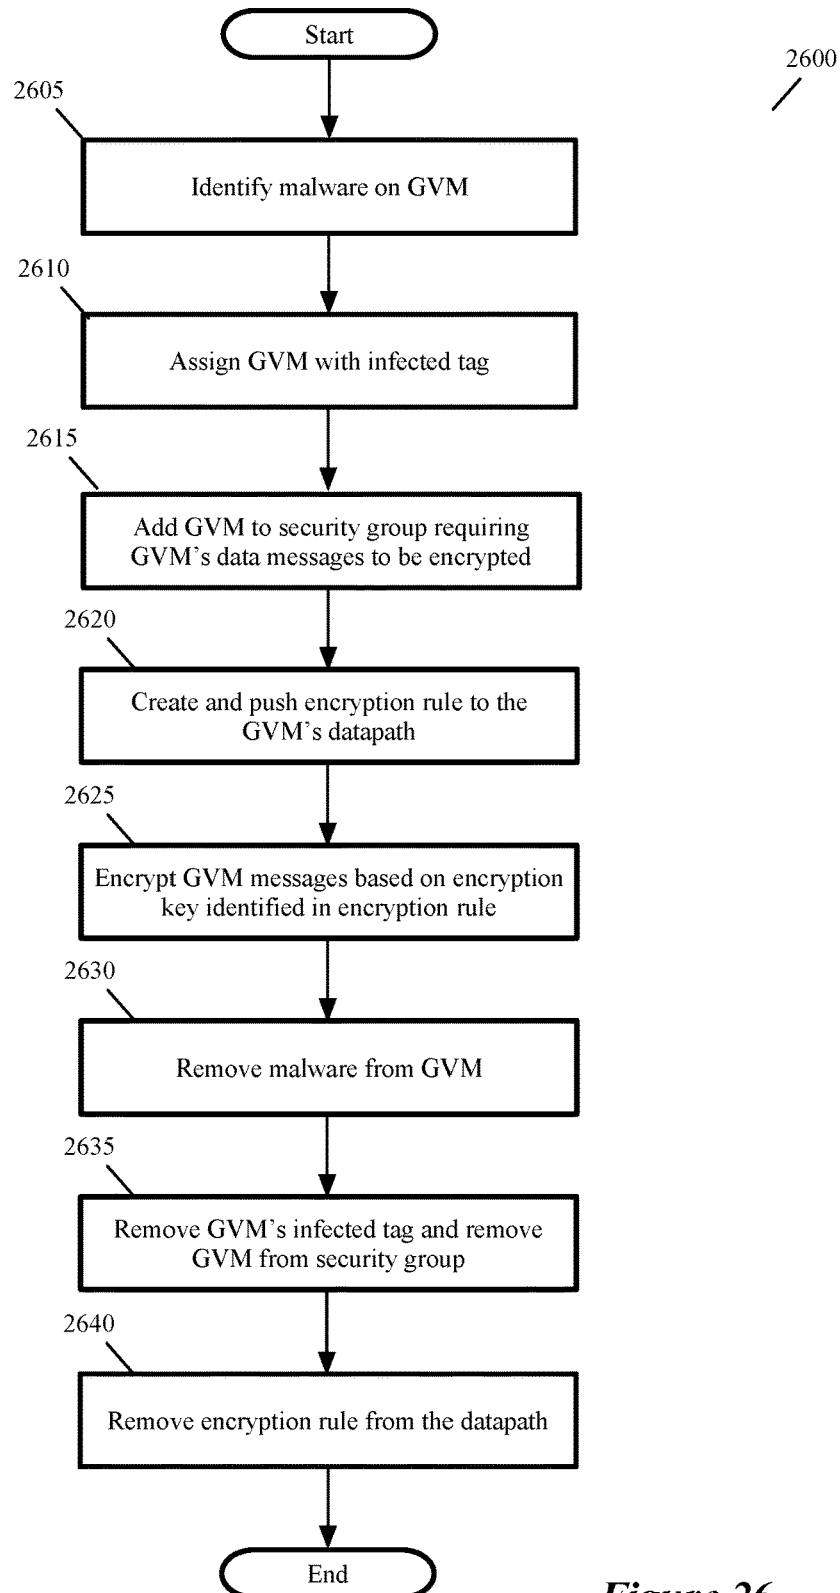 Start
2600
2605
Identify malware on GVM
2610
Assign GVM with infected tag
2615
Add GVM to security group requiring
GVM's data messages to be encrypted
2620
Create and push encryption rule to the
GVM's datapath
2625
Encrypt GVM messages based on encryption
key identified in encryption rule
2630
Remove malware from GVM
2635
Remove GVM's infected tag and remove
GVM from security group
2640
Remove encryption rule from the datapath
End
Figure 26